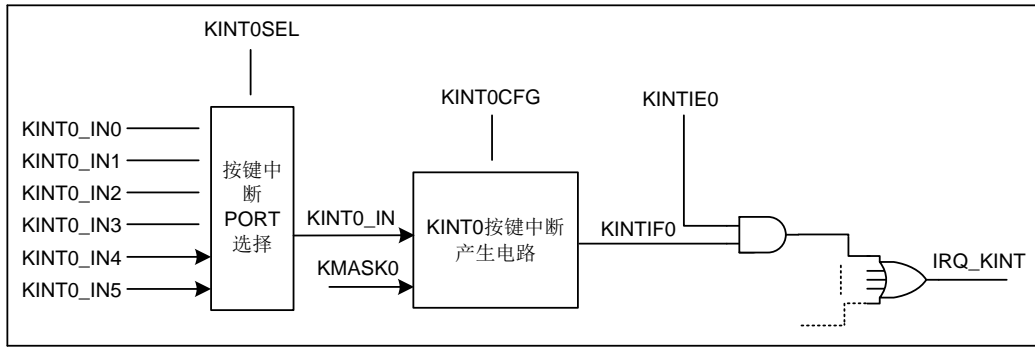 KINT0SEL
KINT0CFG
KINTIE0
KINT0_IN0
KINT0_IN1
KINT0_IN2
KINT0_IN3
KINT0_IN4
KINT0_IN5
按键中
断
PORT
选择
KINT0_IN
KMASK0
KINT0按键中断
产生电路
KINTIF0
IRQ_KINT